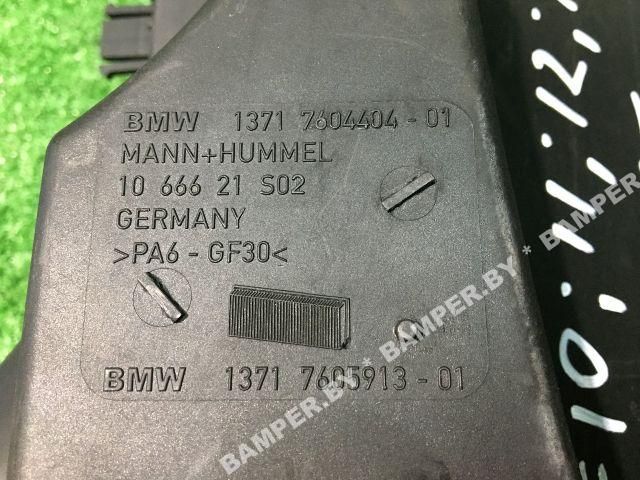 BMW 1371 7604404-01
MANN+HUMMEL
10 666 21 S02
GERMANY
>PA6-GF30<
BMW 1371 7605913-01
BAMPER.BY * BAMPER.BY * BAMPER.BY